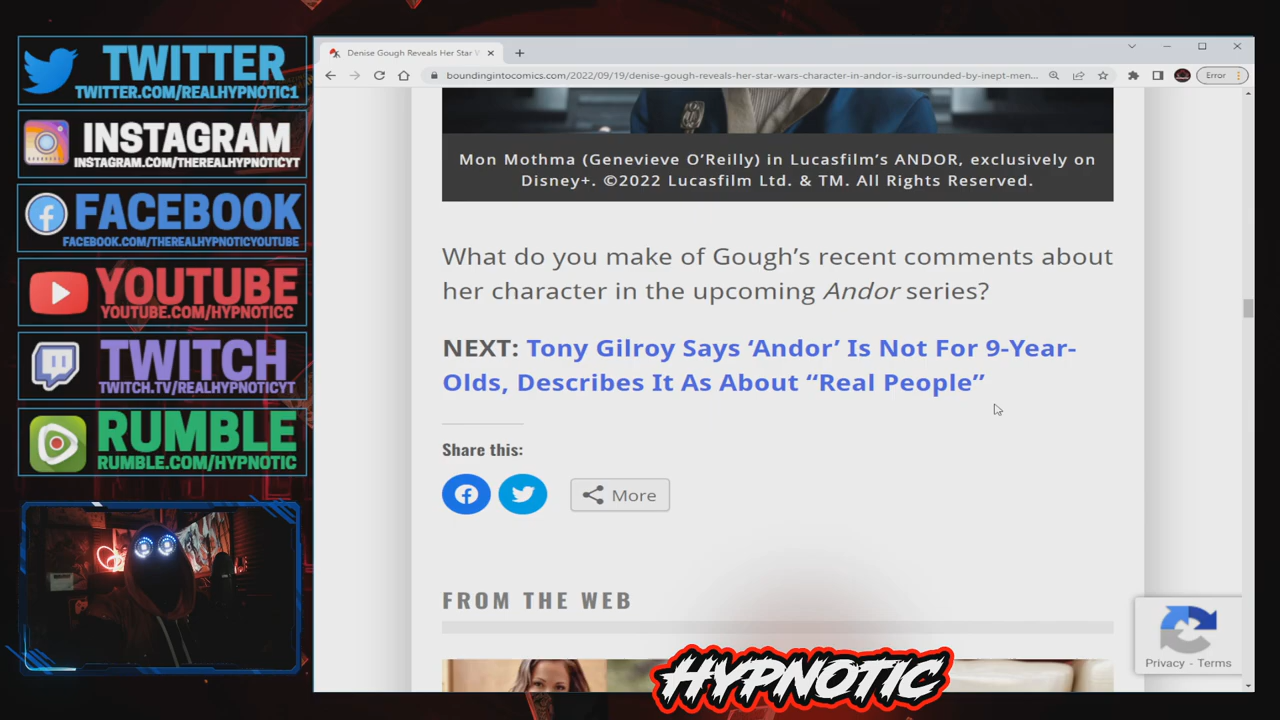 TWITTER
TWITTER.COM/REALHYPNOTIC1
INSTAGRAM
INSTAGRAM.COM/THEREALHYPNOTICYT
FACEBOOK
FACEBOOK.COM/THEREALHYPNOTICYOUTUBE
YOUTUBE
YOUTUBE.COM/HYPNOTICC
TWITCH
TWITCH.TV/REALHYPNOTICYT
RUMBLE
RUMBLE.COM/HYPNOTIC
Denise Gough Reveals Her Star W
boundingintocomics.com/2022/09/19/denise-gough-reveals-her-star-wars-character-in-andor-is-surrounded-by-inept-men...
Error
Mon Mothma (Genevieve O'Reilly) in Lucasfilm's ANDOR, exclusively on
Disney+. ©2022 Lucasfilm Ltd. & TM. All Rights Reserved.
What do you make of Gough's recent comments about
her character in the upcoming Andor series?
NEXT: Tony Gilroy Says ‘Andor’ Is Not For 9-Year-
Olds, Describes It As About “Real People”
Share this:
More
FROM THE WEB
Privacy - Terms
HYPNOTIC